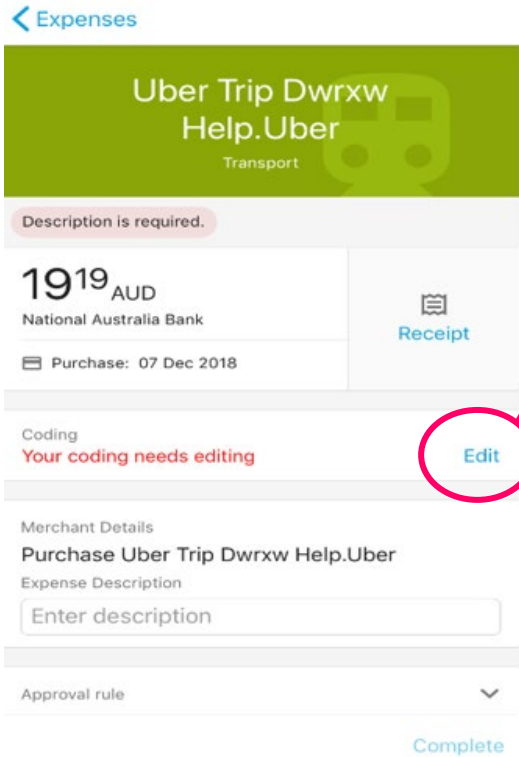 Expenses
Uber Trip Dwrxw
Help.Uber
Transport
Description is required.
19¹⁹ AUD
National Australia Bank
Receipt
Purchase: 07 Dec 2018
Coding
Your coding needs editing
Edit
Merchant Details
Purchase Uber Trip Dwrxw Help.Uber
Expense Description
Enter description
Approval rule
Complete